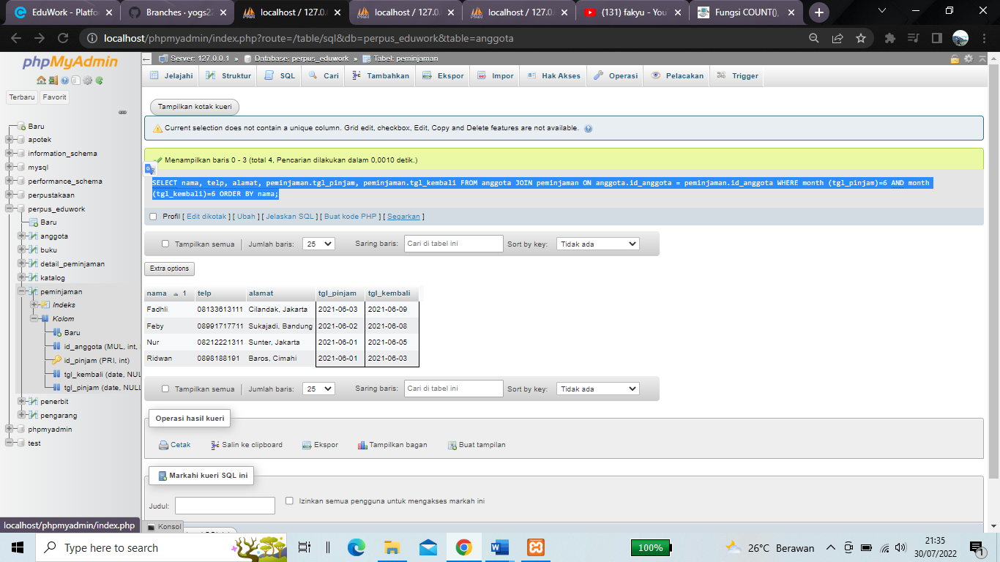 EduWork - Platfo
Branches · yogs22
localhost / 127.0.0
localhost / 127.0.0
localhost / 127.0.0
(131) fakyu - You
Fungsi COUNT(),
localhost/phpmyadmin/index.php?route=/table/sql&db=perpus_eduwork&table=anggota
phpMyAdmin
Server: 127.0.0.1 » Database: perpus_eduwork » Tabel: peminjaman
Jelajahi Struktur SQL Cari Tambahkan Ekspor Impor Hak Akses Operasi Pelacakan Trigger
Terbaru Favorit
Baru
apotek
information_schema
mysql
performance_schema
perpustakaan
perpus_eduwork
Baru
anggota
buku
detail_peminjaman
katalog
peminjaman
Indeks
Kolom
Baru
id_anggota (MUL, int,
id_pinjam (PRI, int)
tgl_kembali (date, NUL
tgl_pinjam (date, NULL
penerbit
pengarang
phpmyadmin
test
Tampilkan kotak kueri
Current selection does not contain a unique column. Grid edit, checkbox, Edit, Copy and Delete features are not available.
Menampilkan baris 0 - 3 (total 4, Pencarian dilakukan dalam 0,0010 detik.)
SELECT nama, telp, alamat, peminjaman.tgl_pinjam, peminjaman.tgl_kembali FROM anggota JOIN peminjaman ON anggota.id_anggota = peminjaman.id_anggota WHERE month (tgl_pinjam)=6 AND month
(tgl_kembali)=6 ORDER BY nama;
Profil [ Edit dikotak ] [ Ubah ] [ Jelaskan SQL ] [ Buat kode PHP ] [ Segarkan ]
Tampilkan semua Jumlah baris: 25 Saring baris: Cari di tabel ini Sort by key: Tidak ada
Extra options
nama 1 telp alamat tgl_pinjam tgl_kembali
Fadhli 08133613111 Cilandak, Jakarta 2021-06-03 2021-06-09
Feby 08991717711 Sukajadi, Bandung 2021-06-02 2021-06-08
Nur 08212221311 Sunter, Jakarta 2021-06-01 2021-06-05
Ridwan 0898188191 Baros, Cimahi 2021-06-01 2021-06-03
Tampilkan semua Jumlah baris: 25 Saring baris: Cari di tabel ini Sort by key: Tidak ada
Operasi hasil kueri
Cetak Salin ke clipboard Ekspor Tampilkan bagan Buat tampilan
Markahi kueri SQL ini
Judul: Izinkan semua pengguna untuk mengakses markah ini
localhost/phpmyadmin/index.php
Konsol
Type here to search
100%
26°C Berawan
21:35
30/07/2022
1